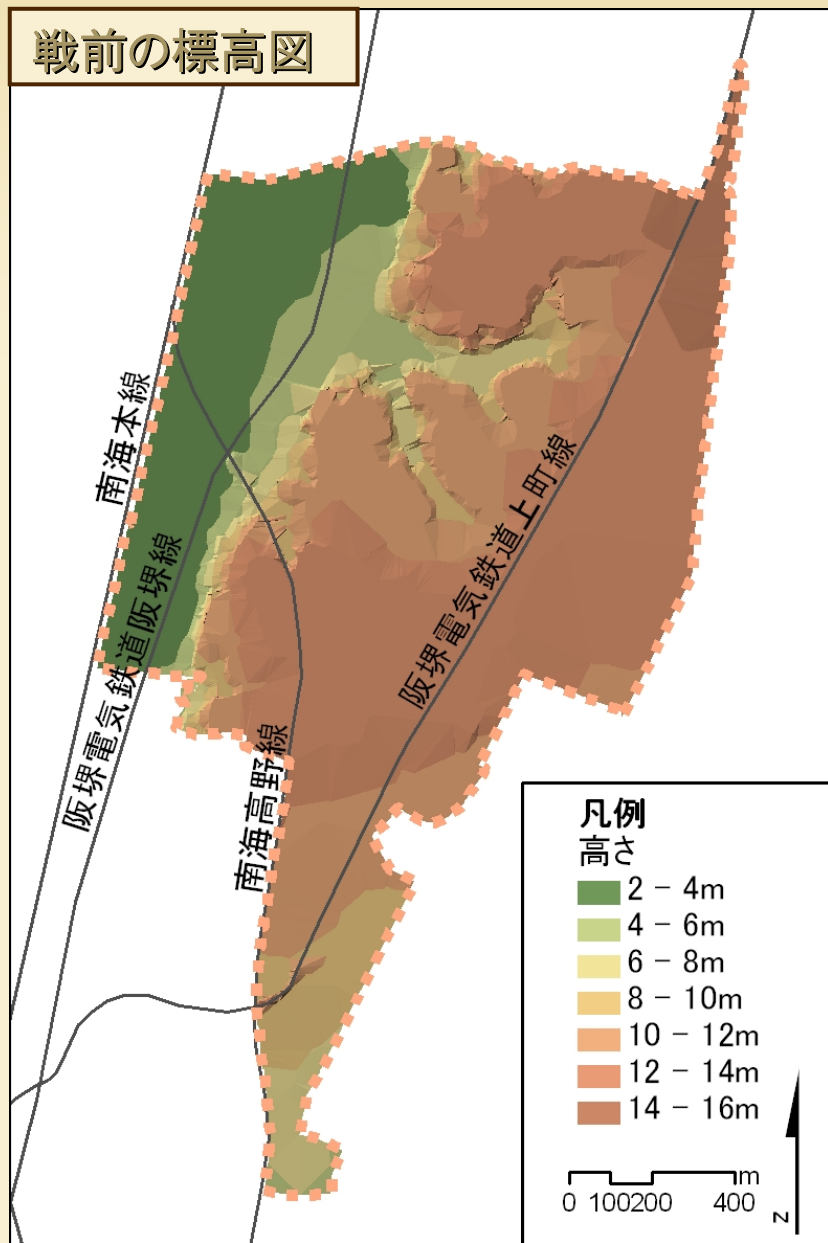 戦前の標高図
南海本線
阪堺電気鉄道阪堺線
阪堺電気鉄道上町線
南海高野線
凡例
高さ
2 - 4m
4 - 6m
6 - 8m
8 - 10m
10 - 12m
12 - 14m
14 - 16m
m
0 100200 400
N